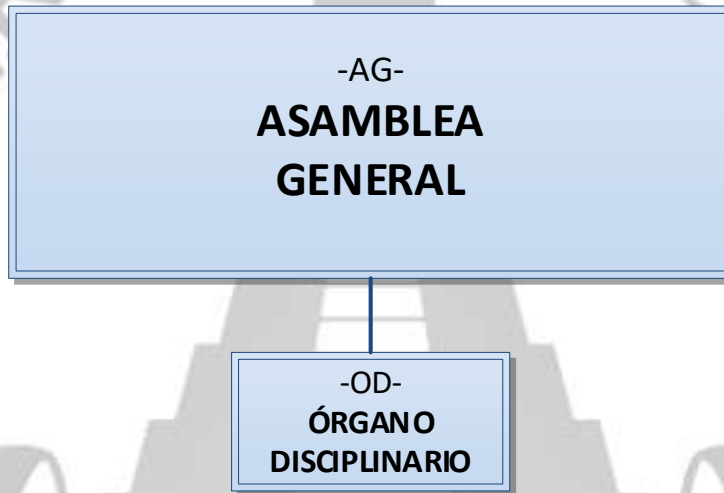 -AG-
ASAMBLEA
GENERAL
-OD-
ÓRGANO
DISCIPLINARIO